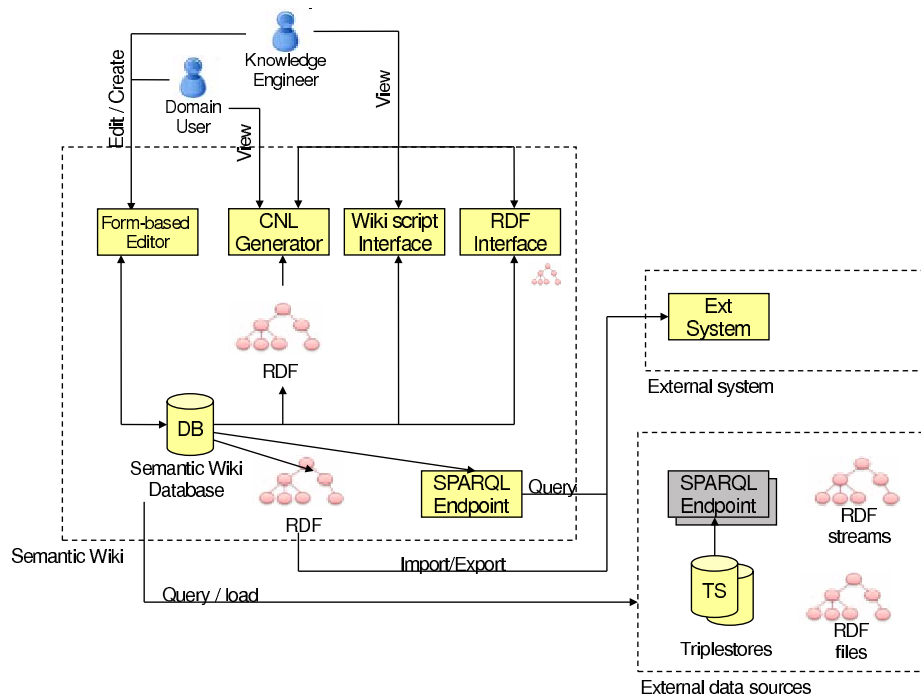 Knowledge
Engineer
Domain
User
Edit / Create
View
View
Form-based
Editor
CNL
Generator
Wiki script
Interface
RDF
Interface
RDF
DB
Semantic Wiki
Database
RDF
SPARQL
Endpoint
Query
Semantic Wiki
Import/Export
Query / load
Ext
System
External system
SPARQL
Endpoint
RDF
streams
TS
Triplestores
RDF
files
External data sources